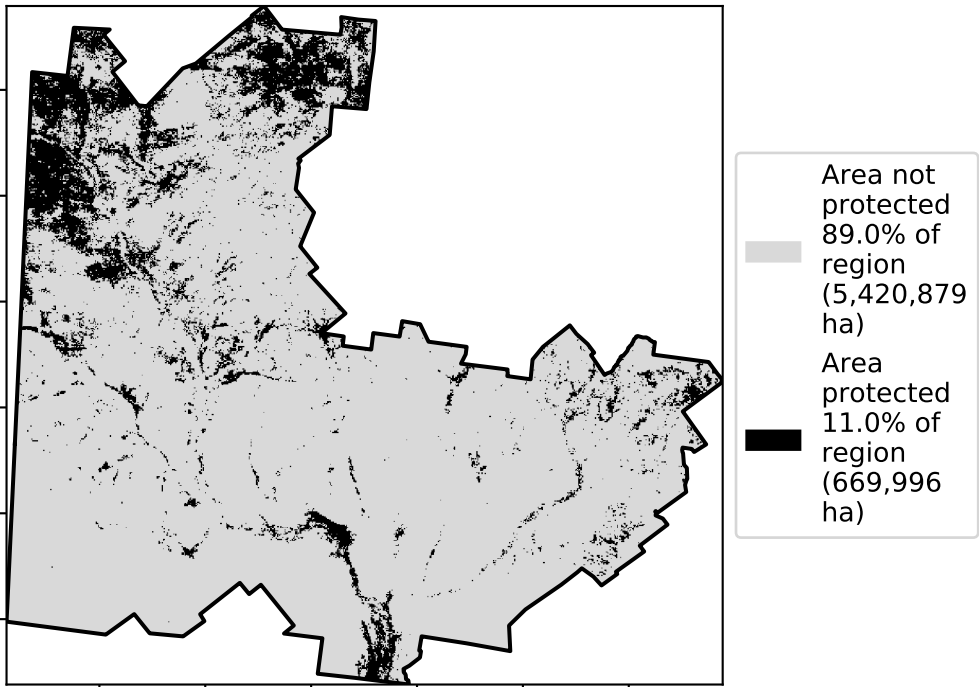 Area not
protected
89.0% of
region
(5,420,879
ha)
Area
protected
11.0% of
region
(669,996
ha)